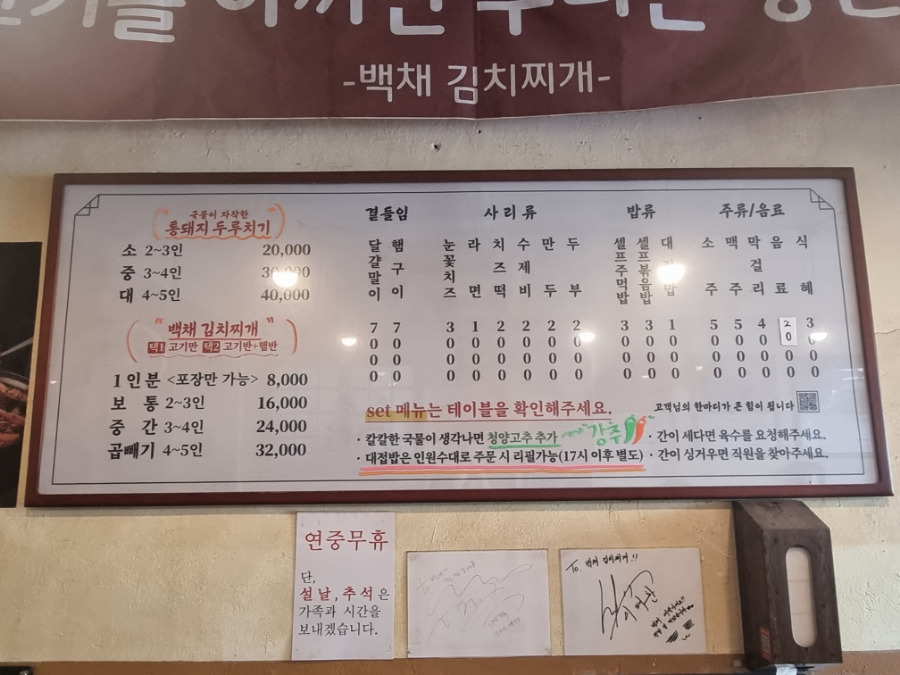 -백채 김치찌개-
국물이 자작한
통돼지 두루치기
소 2~3인 20,000
중 3~4인 30,000
대 4~5인 40,000
"백채 김치찌개"
택1 고기만 택2 고기반+햄반
1인분 <포장만 가능> 8,000
보통 2~3인 16,000
중간 3~4인 24,000
곱빼기 4~5인 32,000
곁들임
달걀말이 7000
햄구이 7000
사리류
눈꽃치즈 3000
라면 1000
치즈떡 2000
수제비 2000
만두 2000
두부 2000
밥류
셀프주먹밥 3000
셀프볶음밥 3000
대접밥 1000
주류/음료
소주 5000
맥주 5000
막걸리 4000
음료 2000
식혜 3000
set 메뉴는 테이블을 확인해주세요.
고객님의 한마디가 큰 힘이 됩니다
· 칼칼한 국물이 생각나면 청양고추 추가 강추
· 대접밥은 인원수대로 주문 시 리필가능(17시 이후 별도)
· 간이 세다면 육수를 요청해주세요.
· 간이 싱거우면 직원을 찾아주세요.
연중무휴
단,
설날, 추석은
가족과 시간을
보내겠습니다.
To. 백채 김치찌개!!